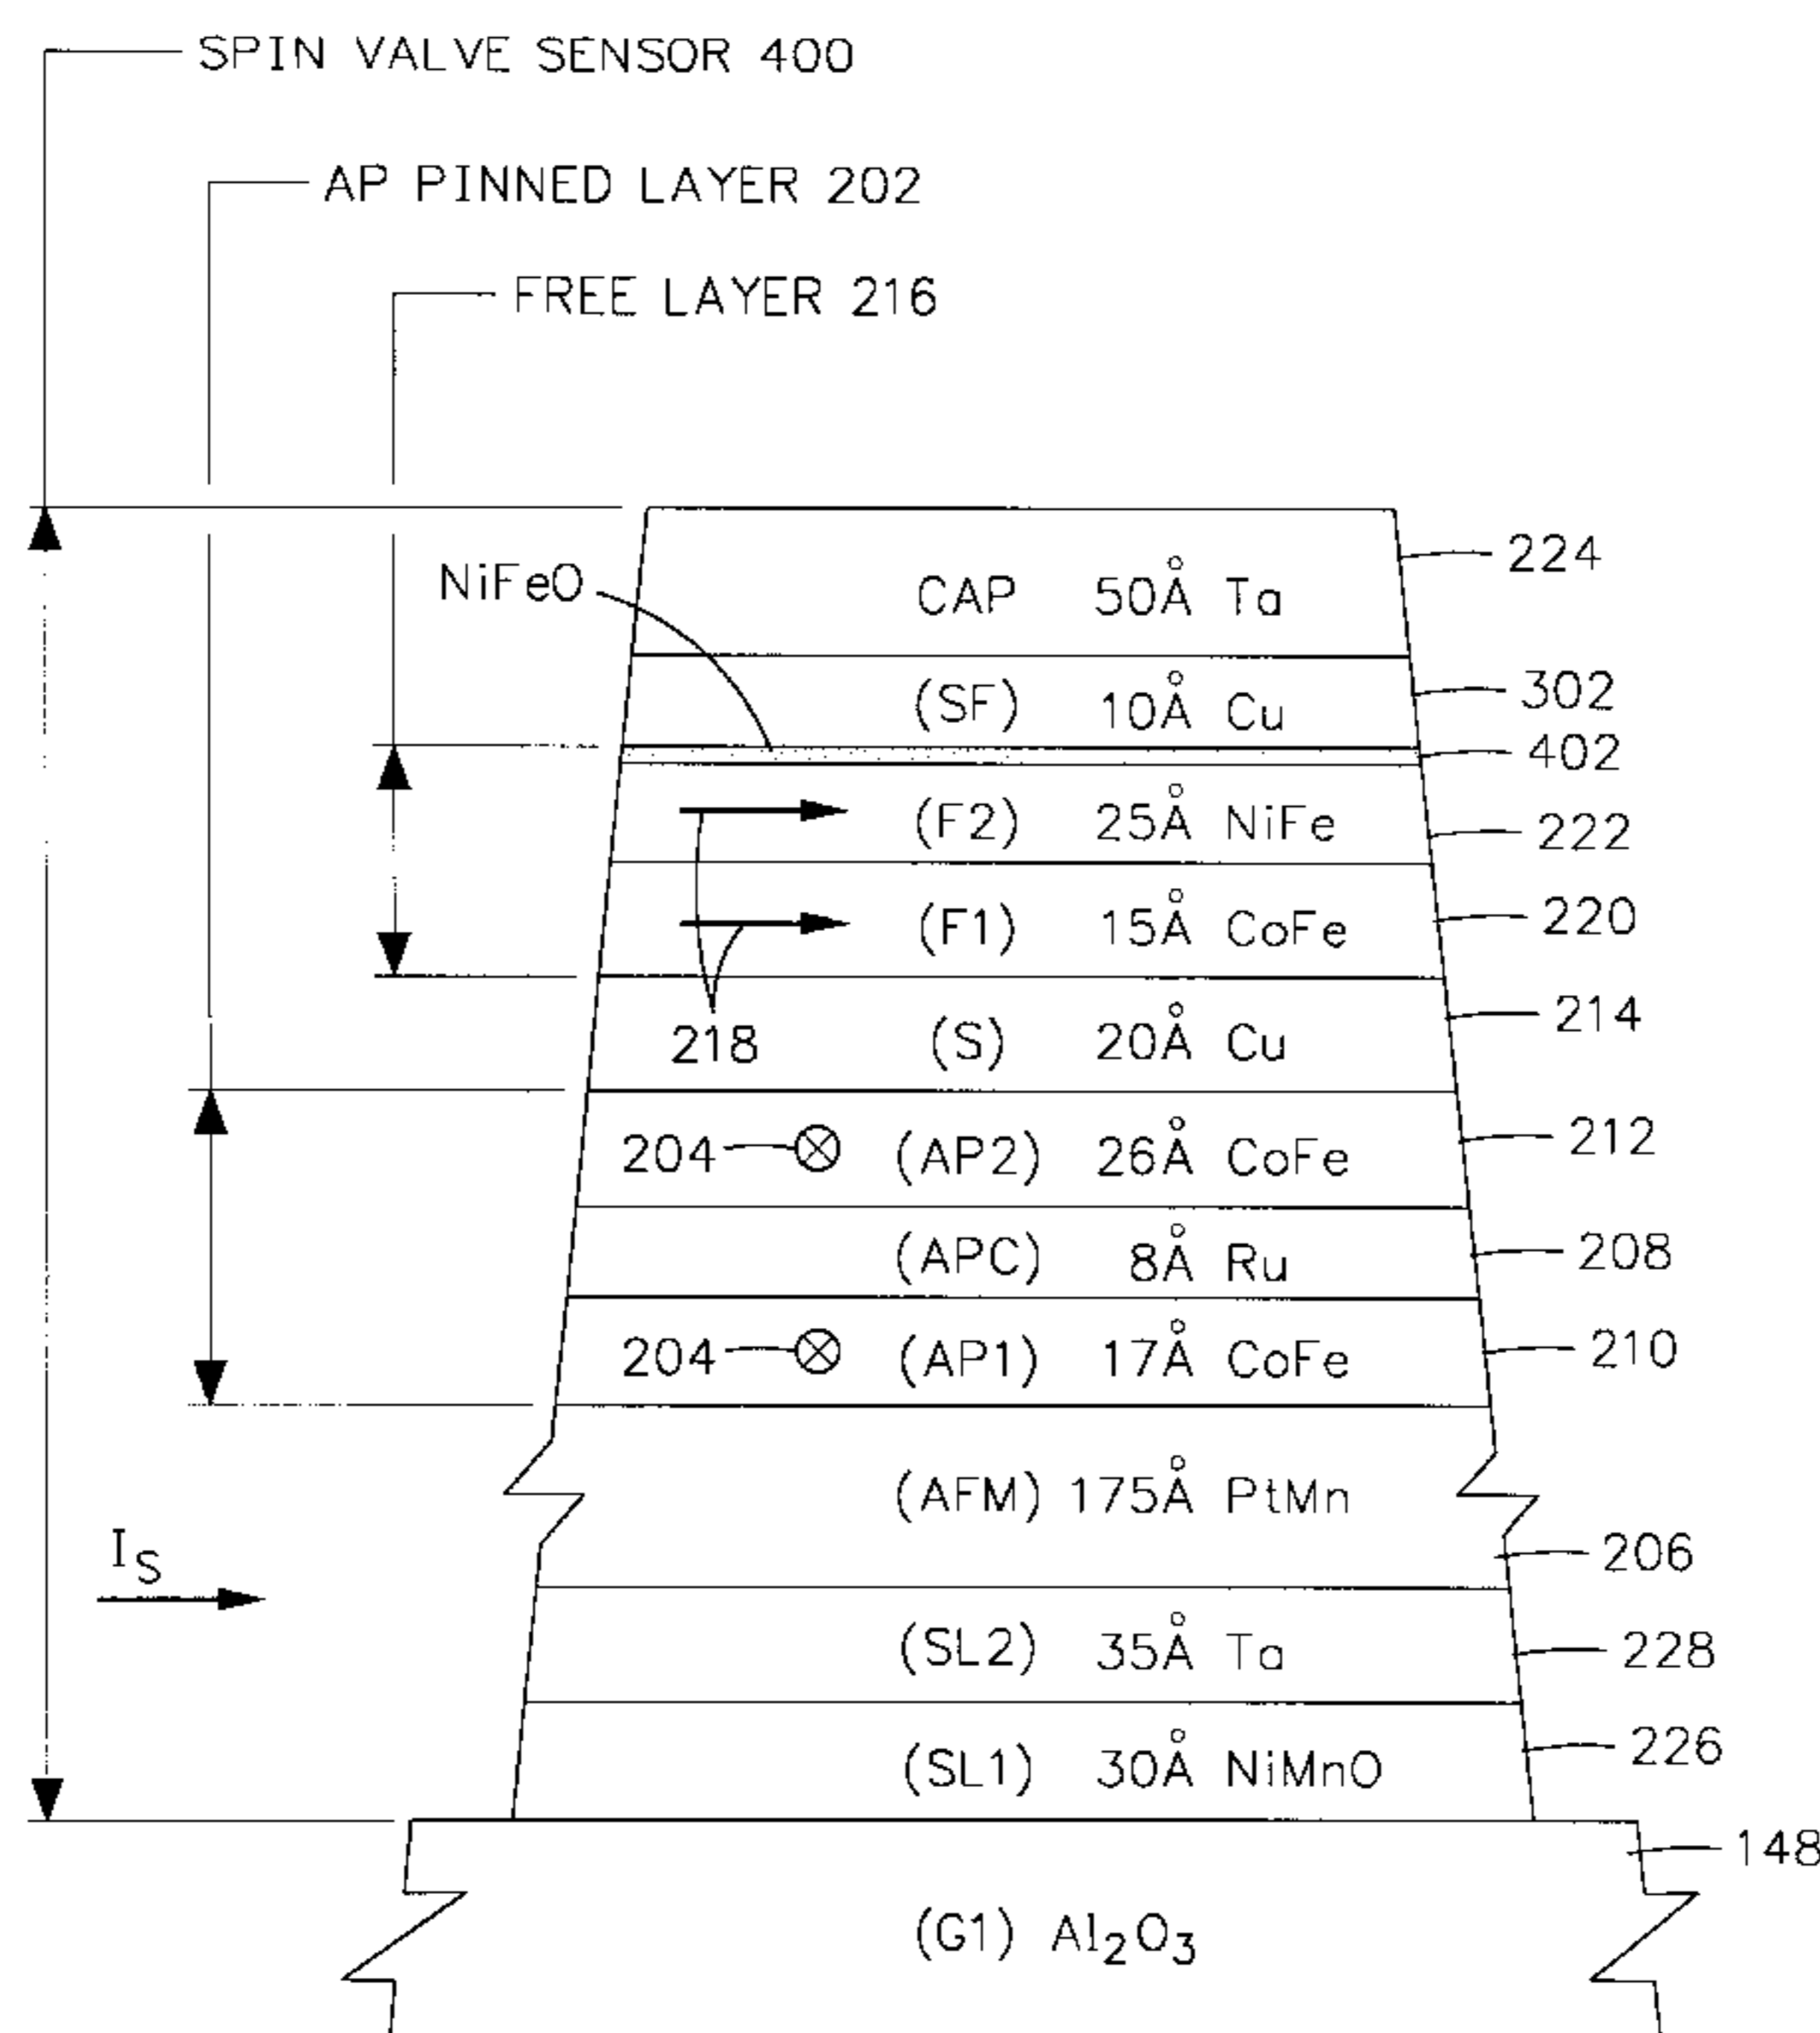 SPIN VALVE SENSOR 400
AP PINNED LAYER 202
FREE LAYER 216
CAP 50Å Ta 224
NiFeO
(SF) 10Å Cu 302
402
(F2) 25Å NiFe 222
(F1) 15Å CoFe 220
218 (S) 20Å Cu 214
204 (AP2) 26Å CoFe 212
(APC) 8Å Ru 208
204 (AP1) 17Å CoFe 210
(AFM) 175Å PtMn 206
IS
(SL2) 35Å Ta 228
(SL1) 30Å NiMnO 226
148
(G1) Al₂O₃